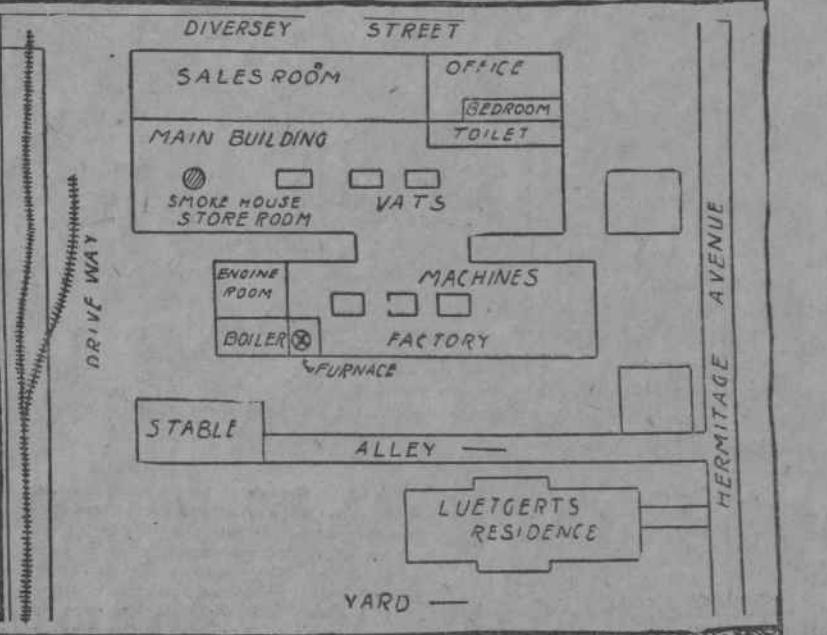 DIVERSEY STREET
SALES ROOM
OFFICE
BEDROOM
TOILET
MAIN BUILDING
SMOKE HOUSE
STORE ROOM
VATS
DRIVE WAY
ENGINE
ROOM
MACHINES
BOILER
FACTORY
FURNACE
HERMITAGE AVENUE
STABLE
ALLEY
LUETGERTS
RESIDENCE
YARD